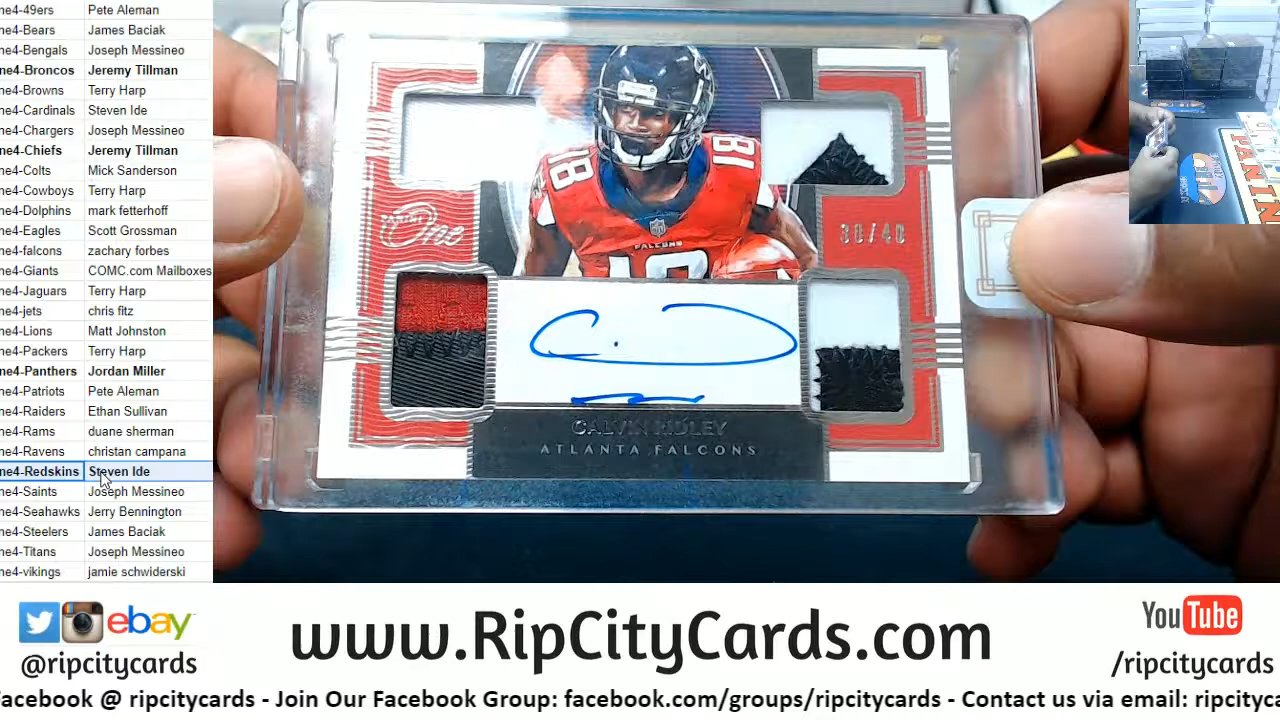 ne4-49ers Pete Aleman
ne4-Bears James Baciak
ne4-Bengals Joseph Messineo
ne4-Broncos Jeremy Tillman
ne4-Browns Terry Harp
ne4-Cardinals Steven Ide
ne4-Chargers Joseph Messineo
ne4-Chiefs Jeremy Tillman
ne4-Colts Mick Sanderson
ne4-Cowboys Terry Harp
ne4-Dolphins mark fetterhoff
ne4-Eagles Scott Grossman
ne4-falcons zachary forbes
ne4-Giants COMC.com Mailboxes
ne4-Jaguars Terry Harp
ne4-jets chris fitz
ne4-Lions Matt Johnston
ne4-Packers Terry Harp
ne4-Panthers Jordan Miller
ne4-Patriots Pete Aleman
ne4-Raiders Ethan Sullivan
ne4-Rams duane sherman
ne4-Ravens christan campana
ne4-Redskins Steven Ide
ne4-Saints Joseph Messineo
ne4-Seahawks Jerry Bennington
ne4-Steelers James Baciak
ne4-Titans Joseph Messineo
ne4-vikings jamie schwiderski
18
81
FALCONS
18
PANINI
One
CALVIN RIDLEY
ATLANTA FALCONS
PANINI
ebay
@ripcitycards
www.RipCityCards.com
YouTube
/ripcitycards
Facebook @ ripcitycards - Join Our Facebook Group: facebook.com/groups/ripcitycards - Contact us via email: ripcityca